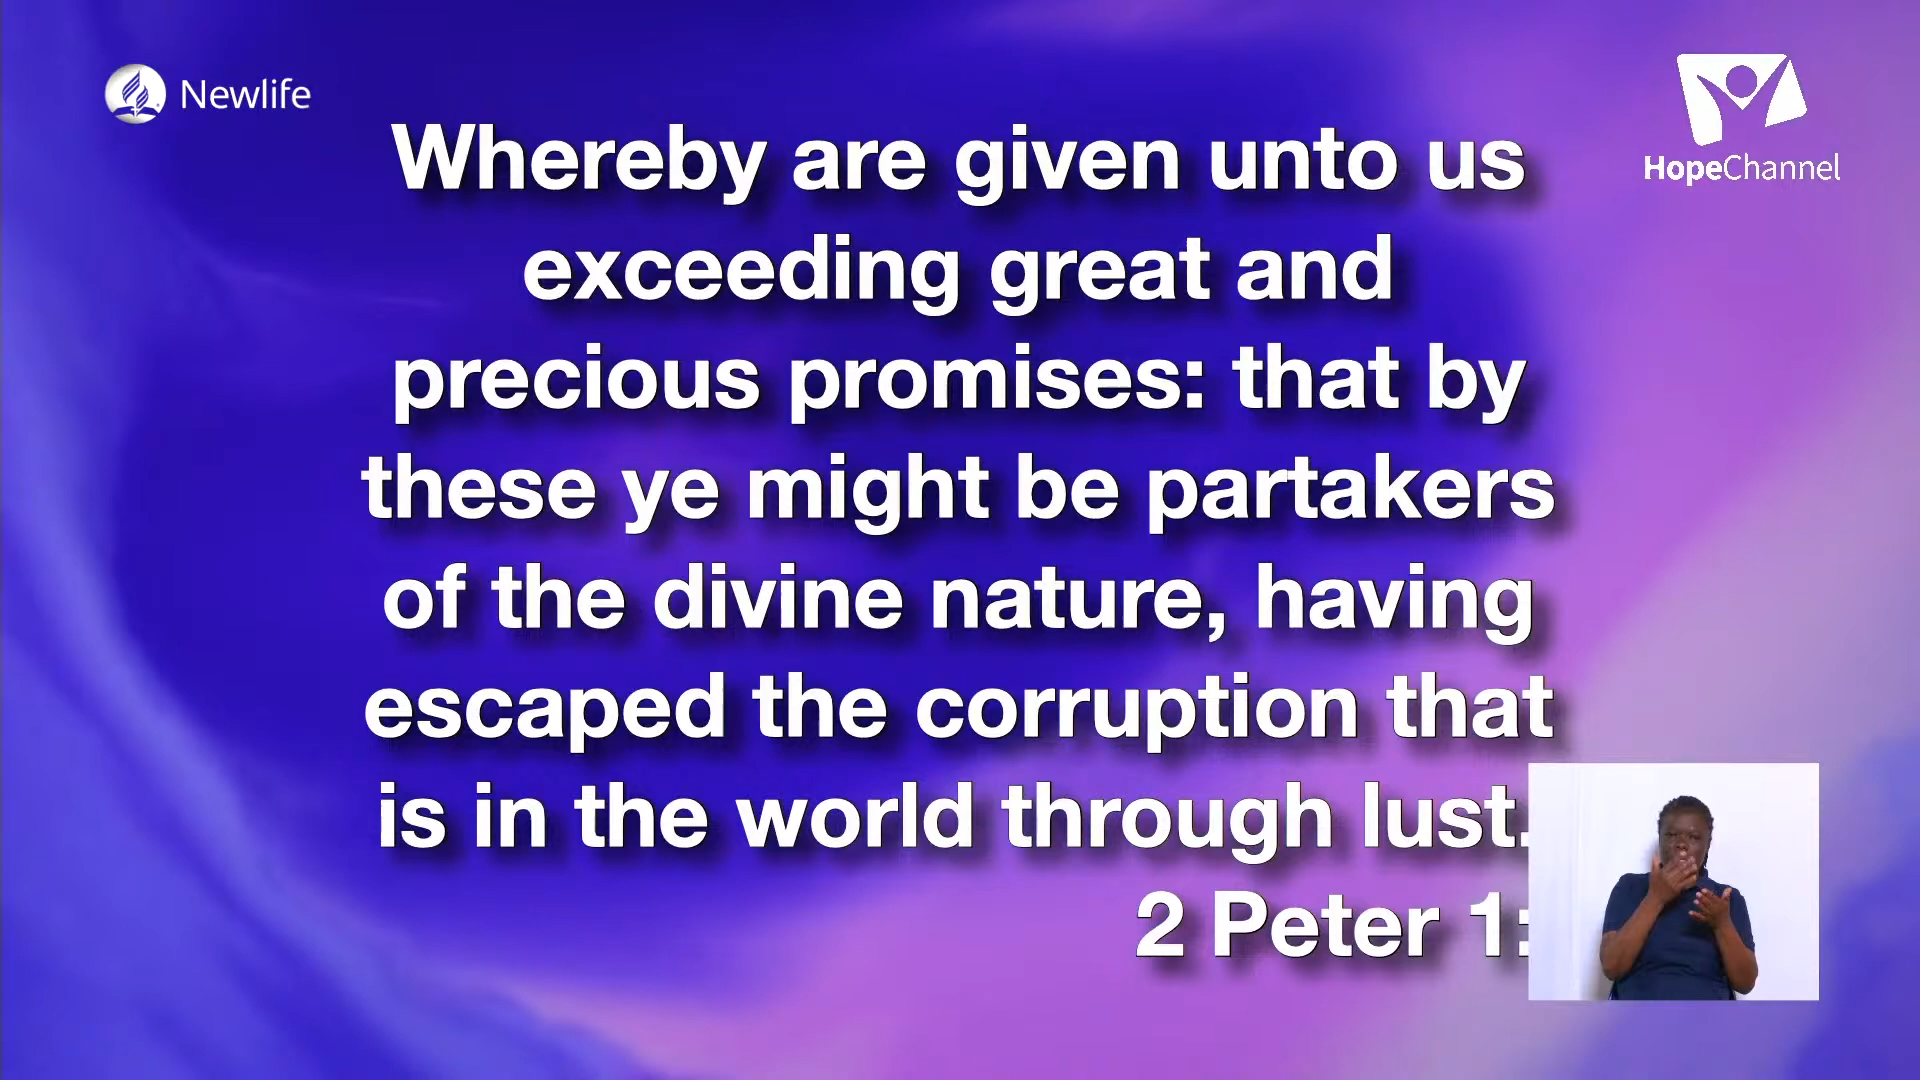 Newlife
HopeChannel
Whereby are given unto us
exceeding great and
precious promises: that by
these ye might be partakers
of the divine nature, having
escaped the corruption that
is in the world through lust.
2 Peter 1: